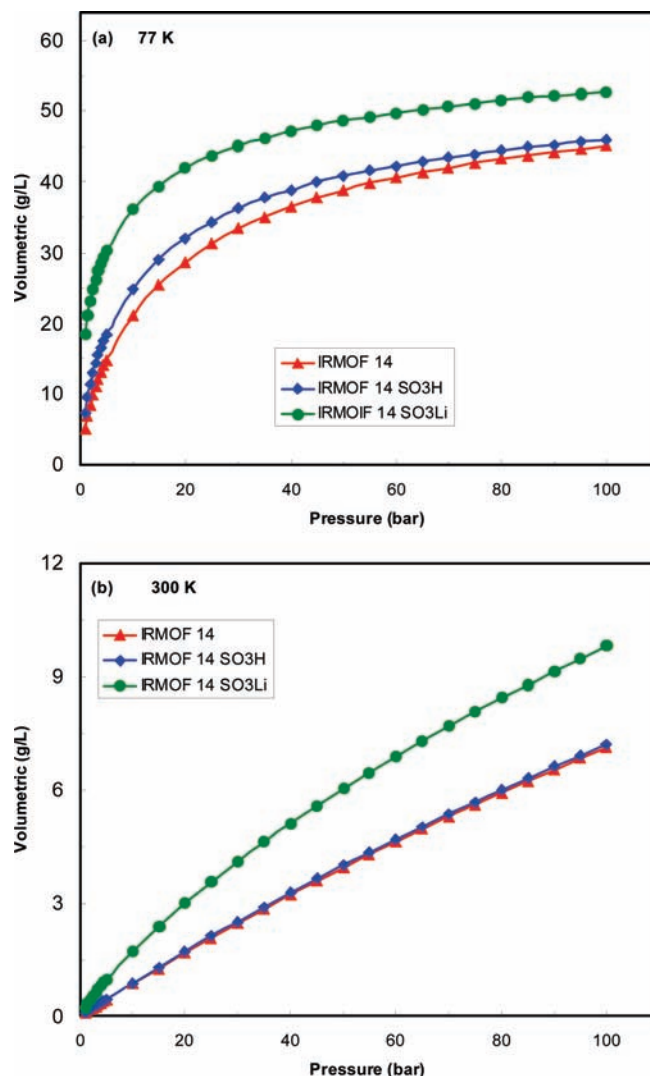 (a) 77 K
60
50
40
30
20
10
0
Volumetric (g/L)
IRMOF 14
IRMOF 14 SO3H
IRMOIF 14 SO3Li
0 20 40 60 80 100
Pressure (bar)
(b) 300 K
12
9
6
3
0
Volumetric (g/L)
IRMOF 14
IRMOF 14 SO3H
IRMOF 14 SO3Li
0 20 40 60 80 100
Pressure (bar)